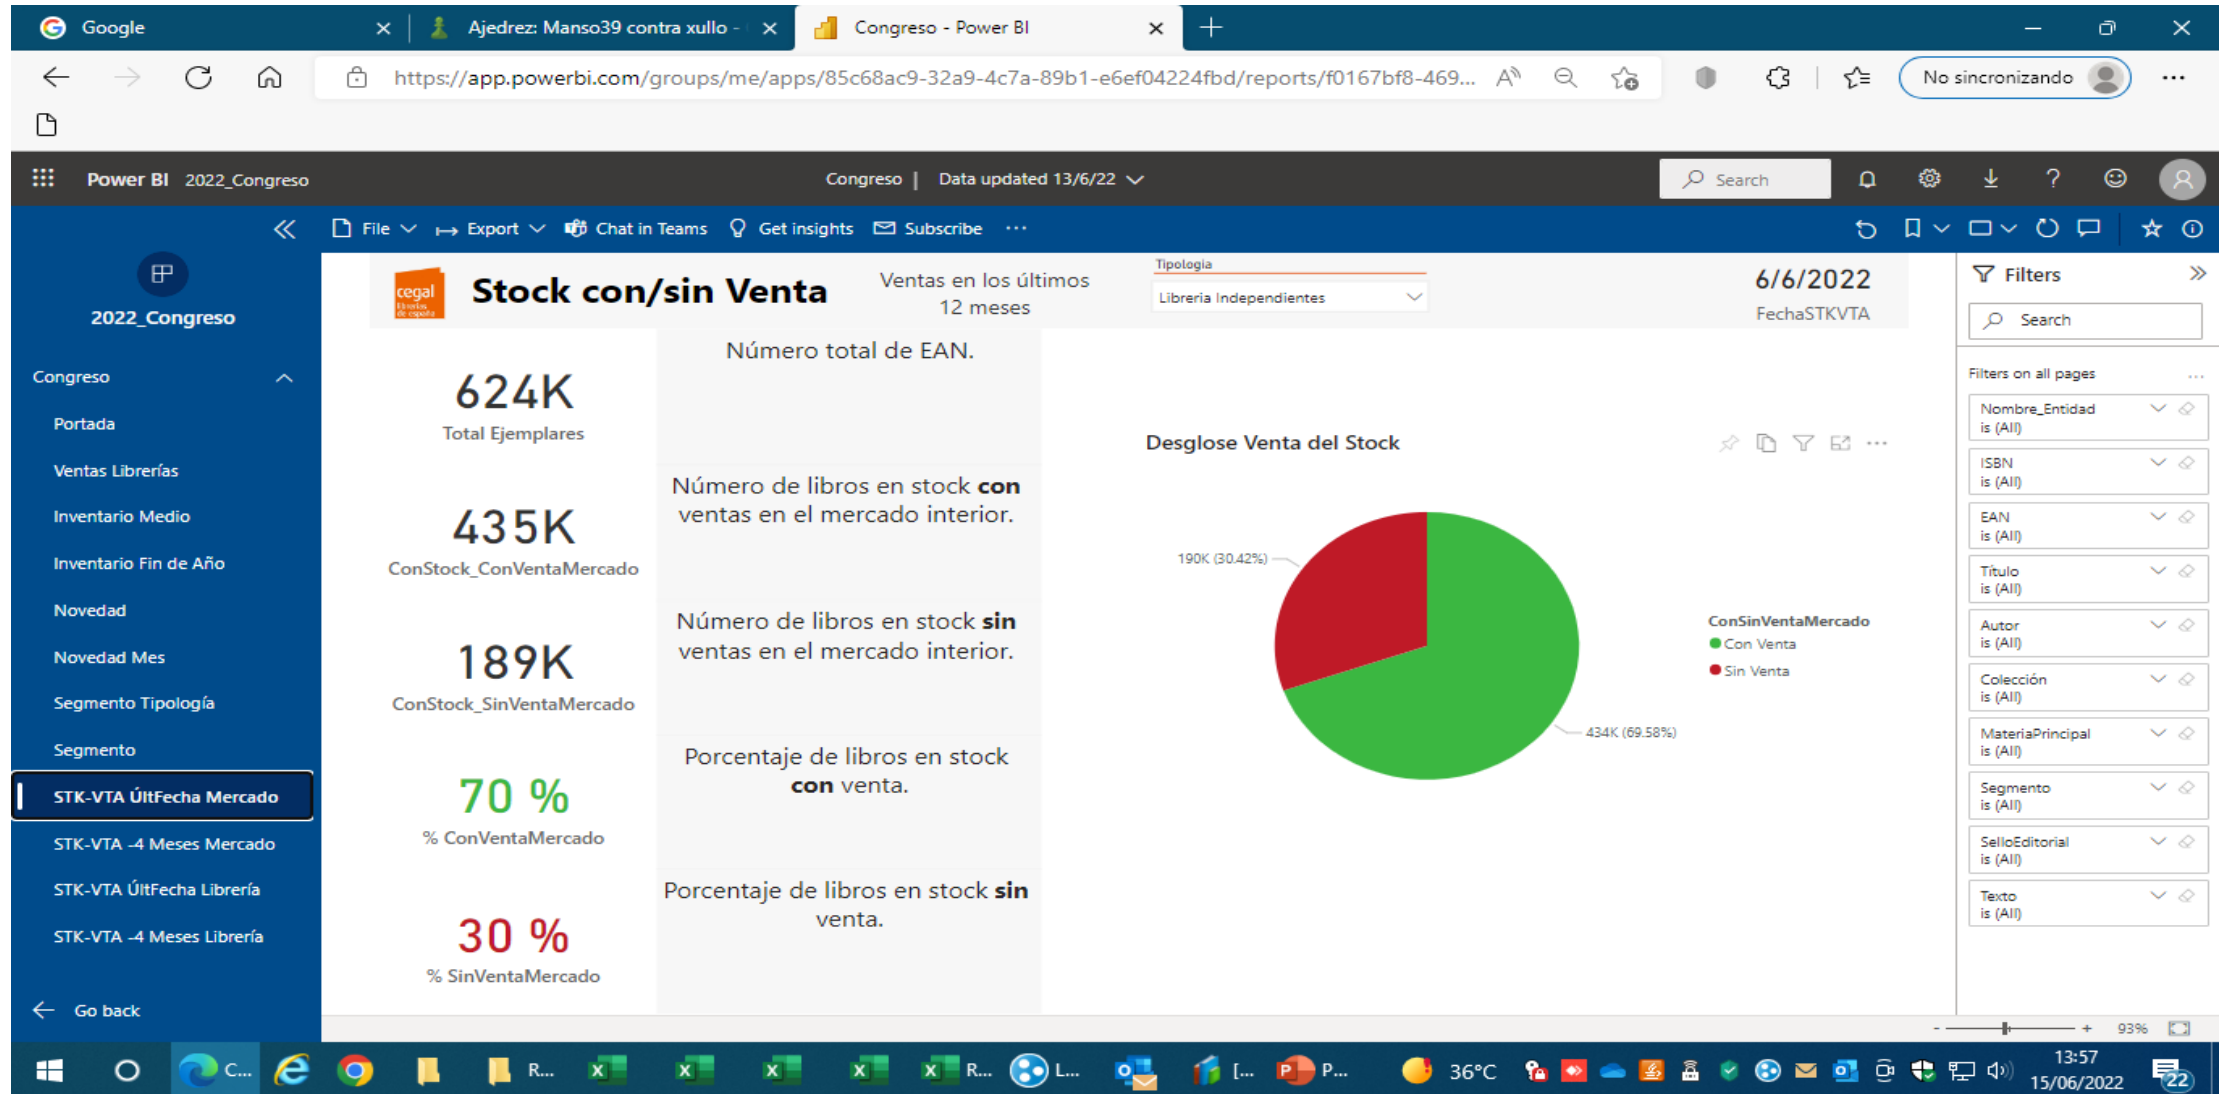 Google
Ajedrez: Manso39 contra xullo -
Congreso - Power BI
https://app.powerbi.com/groups/me/apps/85c68ac9-32a9-4c7a-89b1-e6ef04224fbd/reports/f0167bf8-469...
No sincronizando
Power BI 2022_Congreso
Congreso | Data updated 13/6/22
Search
File Export Chat in Teams Get insights Subscribe
2022_Congreso
Congreso
Portada
Ventas Librerías
Inventario Medio
Inventario Fin de Año
Novedad
Novedad Mes
Segmento Tipología
Segmento
STK-VTA ÚltFecha Mercado
STK-VTA -4 Meses Mercado
STK-VTA ÚltFecha Librería
STK-VTA -4 Meses Librería
Go back
cegal
librerías
de españa
Stock con/sin Venta
Ventas en los últimos
12 meses
Tipologia
Libreria Independientes
6/6/2022
FechaSTKVTA
624K
Total Ejemplares
Número total de EAN.
435K
ConStock_ConVentaMercado
Número de libros en stock con
ventas en el mercado interior.
189K
ConStock_SinVentaMercado
Número de libros en stock sin
ventas en el mercado interior.
70 %
% ConVentaMercado
Porcentaje de libros en stock
con venta.
30 %
% SinVentaMercado
Porcentaje de libros en stock sin
venta.
Desglose Venta del Stock
190K (30.42%)
434K (69.58%)
ConSinVentaMercado
Con Venta
Sin Venta
Filters
Search
Filters on all pages
Nombre_Entidad
is (All)
ISBN
is (All)
EAN
is (All)
Título
is (All)
Autor
is (All)
Colección
is (All)
MateriaPrincipal
is (All)
Segmento
is (All)
SelloEditorial
is (All)
Texto
is (All)
- + 93%
C... R... R... L... [... P... 36°C
13:57
15/06/2022
22